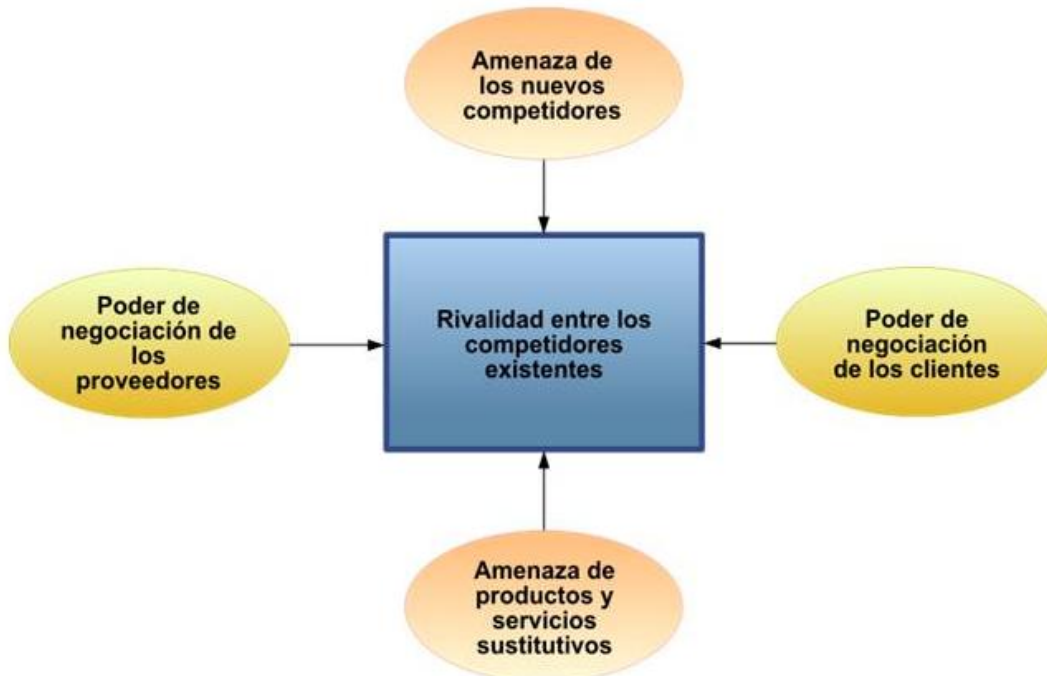 Amenaza de
los nuevos
competidores
Poder de
negociación de
los
proveedores
Rivalidad entre los
competidores
existentes
Poder de
negociación
de los clientes
Amenaza de
productos y
servicios
sustitutivos